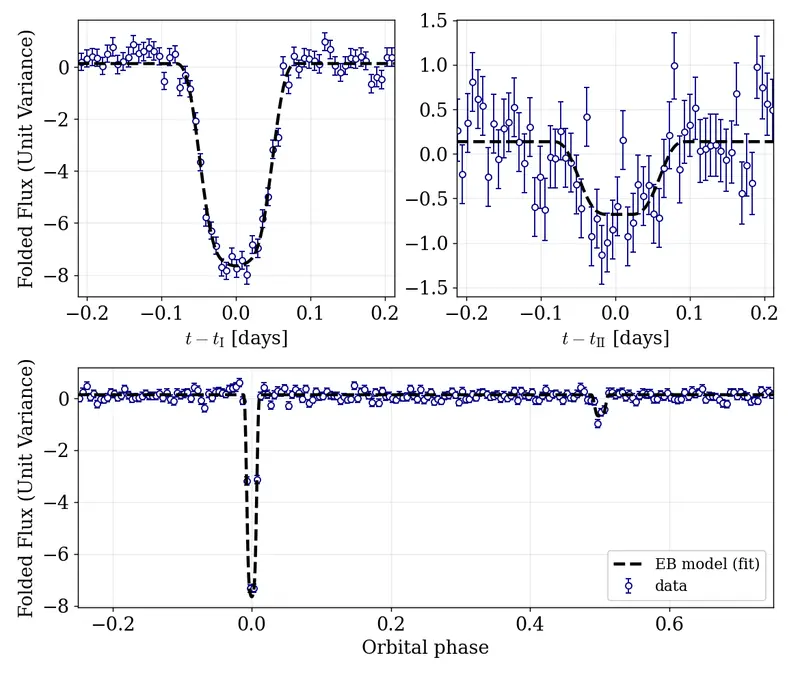 Folded Flux (Unit Variance)
0
−2
−4
−6
−8
−0.2 −0.1 0.0 0.1 0.2
t − t_I [days]
1.5
1.0
0.5
0.0
−0.5
−1.0
−1.5
−0.2 −0.1 0.0 0.1 0.2
t − t_II [days]
Folded Flux (Unit Variance)
0
−2
−4
−6
−8
EB model (fit)
data
−0.2 0.0 0.2 0.4 0.6
Orbital phase